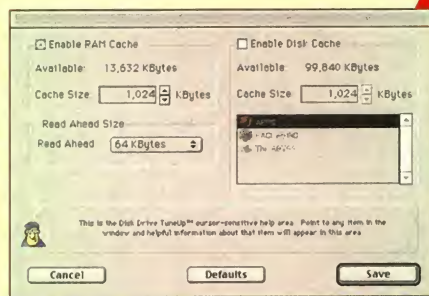 Enable RAM Cache
Available: 13,632 KBytes
Cache Size: 1,024 KBytes
Read Ahead Size
Read Ahead 64 KBytes
Enable Disk Cache
Available: 99,840 KBytes
Cache Size: 1,024 KBytes
This is the Disk Drive TuneUp™ cursor-sensitive help area. Point to any item in the
window and helpful information about that item will appear in this area
Cancel Defaults Save